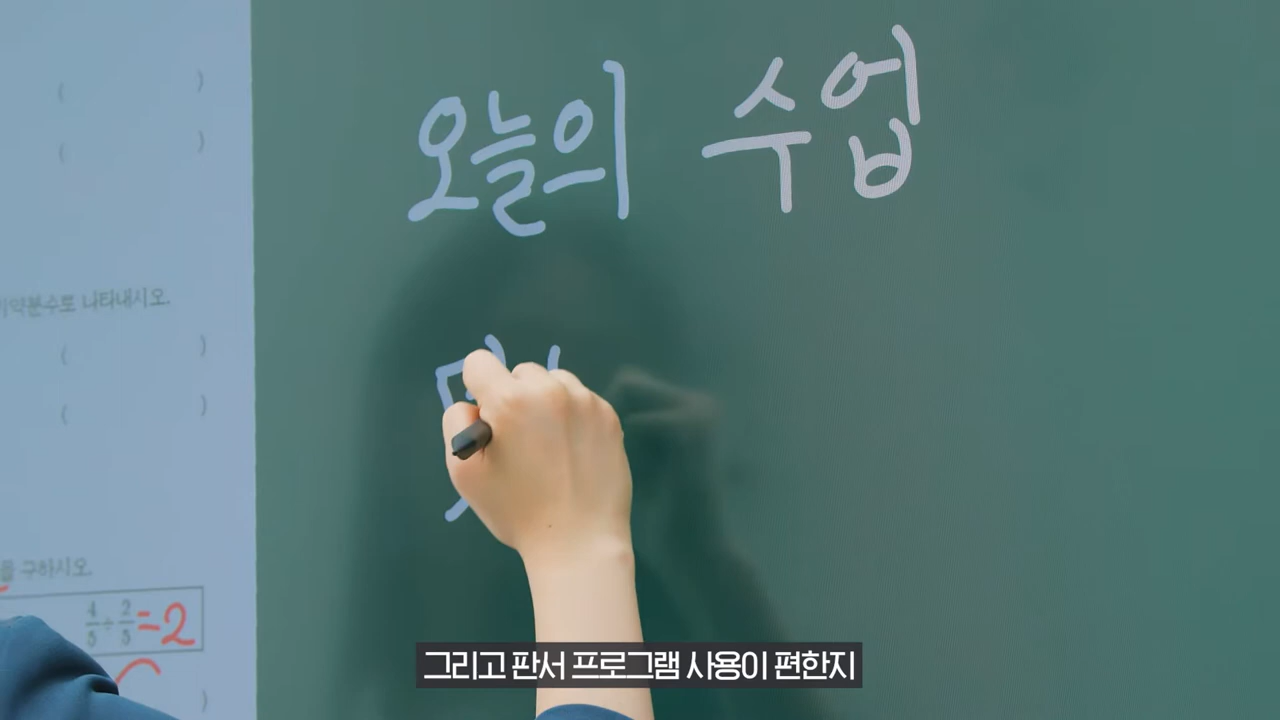 오늘의 수업
기약분수로 나타내시오.
을 구하시오.
4/5 ÷ 2/5 =2
그리고 판서 프로그램 사용이 편한지